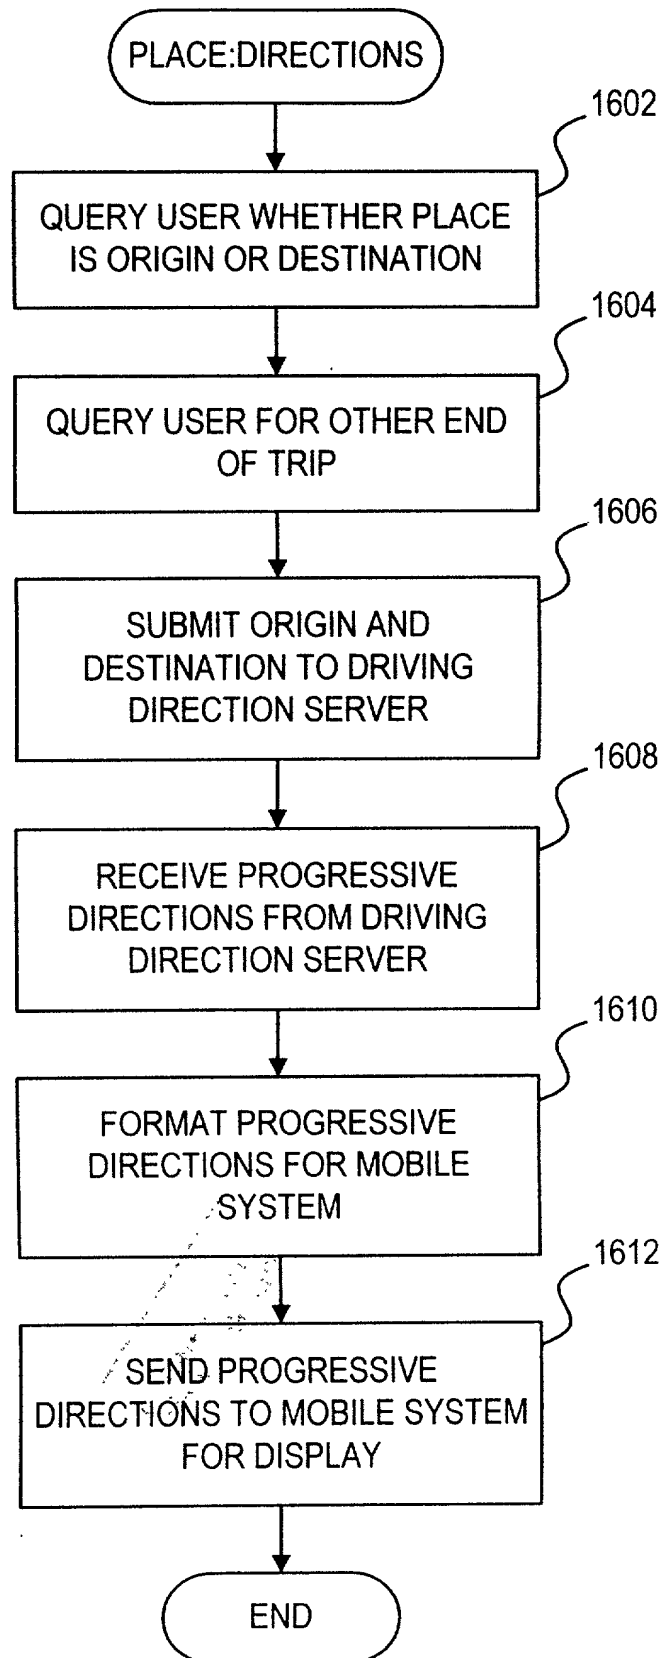 PLACE:DIRECTIONS
1602
QUERY USER WHETHER PLACE
IS ORIGIN OR DESTINATION
1604
QUERY USER FOR OTHER END
OF TRIP
1606
SUBMIT ORIGIN AND
DESTINATION TO DRIVING
DIRECTION SERVER
1608
RECEIVE PROGRESSIVE
DIRECTIONS FROM DRIVING
DIRECTION SERVER
1610
FORMAT PROGRESSIVE
DIRECTIONS FOR MOBILE
SYSTEM
1612
SEND PROGRESSIVE
DIRECTIONS TO MOBILE SYSTEM
FOR DISPLAY
END